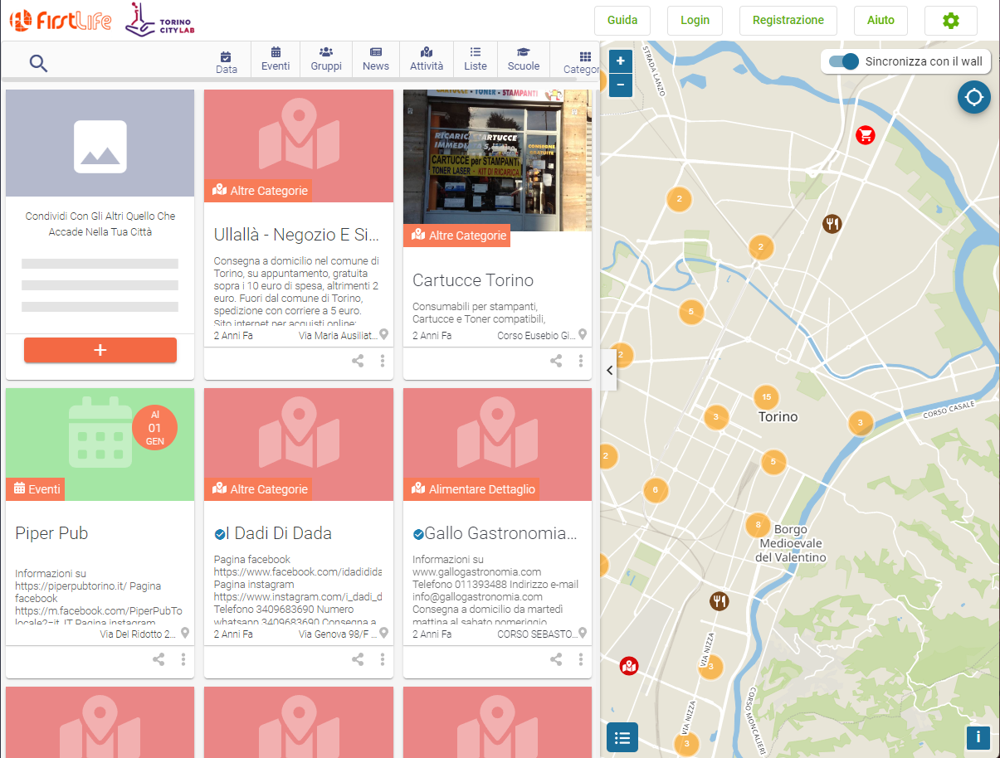 FirstLife
TORINO
CITYLAB
Guida
Login
Registrazione
Aiuto
Data
Eventi
Gruppi
News
Attività
Liste
Scuole
Categor
Condividi Con Gli Altri Quello Che
Accade Nella Tua Città
+
Altre Categorie
Ullallà - Negozio E Si...
Consegna a domicilio nel comune di
Torino, su appuntamento, gratuita
sopra i 10 euro di spesa, altrimenti 2
euro. Fuori dal comune di Torino,
spedizione con corriere a 5 euro.
Sito internet per acquisti online:
2 Anni Fa
Via Maria Ausiliat...
CARTUCCE - TONER - STAMPANTI
RICARICA CARTUCCE
CONSEGNE
GRATUITE
CARTUCCE per STAMPANTI
TONER LASER - KIT DI RICARICA
Altre Categorie
Cartucce Torino
Consumabili per stampanti,
Cartucce e Toner compatibili,
2 Anni Fa
Corso Eusebio Gi...
Al
01
GEN
Eventi
Piper Pub
Informazioni su
https://piperpubtorino.it/ Pagina
facebook
https://m.facebook.com/PiperPubTo
locale2=it_IT Pagina instagram
Via Del Ridotto 2...
Altre Categorie
I Dadi Di Dada
Pagina facebook
https://www.facebook.com/idadidida
Pagina instagram
https://www.instagram.com/i_dadi_d
Telefono 3409683690 Numero
whatsapp 3409683690 Consegna a
2 Anni Fa
Via Genova 98/F ...
Alimentare Dettaglio
Gallo Gastronomia...
Informazioni su
www.gallogastronomia.com
Telefono 011393488 Indirizzo e-mail
info@gallogastronomia.com
Consegna a domicilio da martedì
mattina al sabato pomeriggio
2 Anni Fa
CORSO SEBASTO...
+
−
Sincronizza con il wall
STRADA LANZO
2
2
5
2
15
3
Torino
3
CORSO CASALE
2
5
6
8
Borgo
Medioevale
del Valentino
VIA NIZZA
3
VIA NIZZA
CORSO MONCALIERI
3
i